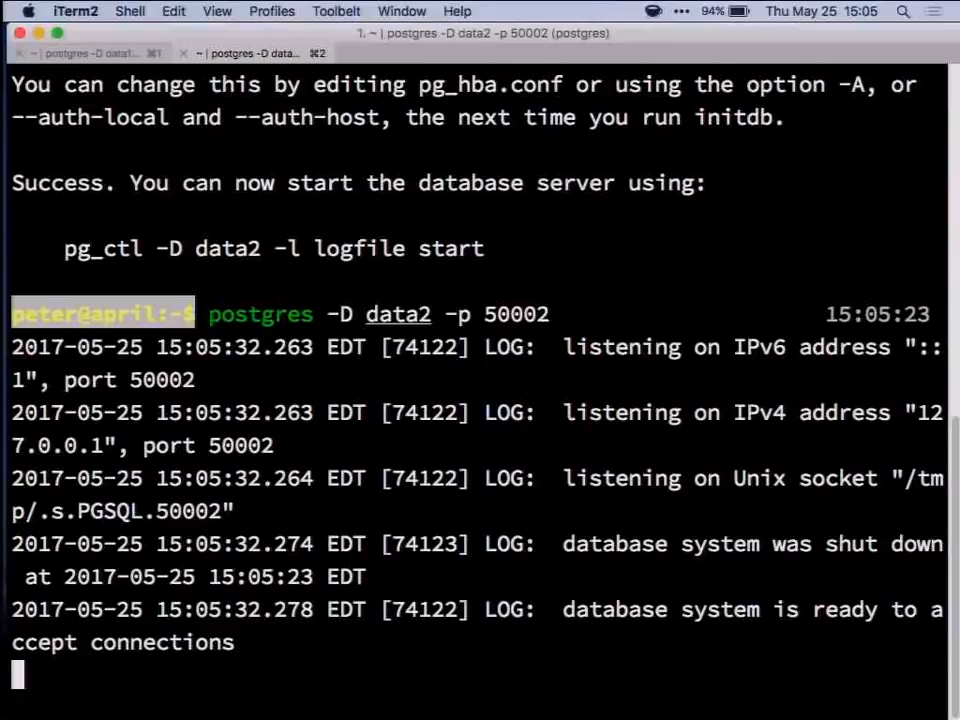 iTerm2 Shell Edit View Profiles Toolbelt Window Help 94% Thu May 25 15:05
1. ~ | postgres -D data2 -p 50002 (postgres)
× ~ | postgres -D data1... ⌘1 × ~ | postgres -D data... ⌘2
You can change this by editing pg_hba.conf or using the option -A, or
--auth-local and --auth-host, the next time you run initdb.
Success. You can now start the database server using:
pg_ctl -D data2 -l logfile start
peter@april:~$ postgres -D data2 -p 50002 15:05:23
2017-05-25 15:05:32.263 EDT [74122] LOG:  listening on IPv6 address "::
1", port 50002
2017-05-25 15:05:32.263 EDT [74122] LOG:  listening on IPv4 address "12
7.0.0.1", port 50002
2017-05-25 15:05:32.264 EDT [74122] LOG:  listening on Unix socket "/tm
p/.s.PGSQL.50002"
2017-05-25 15:05:32.274 EDT [74123] LOG:  database system was shut down
at 2017-05-25 15:05:23 EDT
2017-05-25 15:05:32.278 EDT [74122] LOG:  database system is ready to a
ccept connections